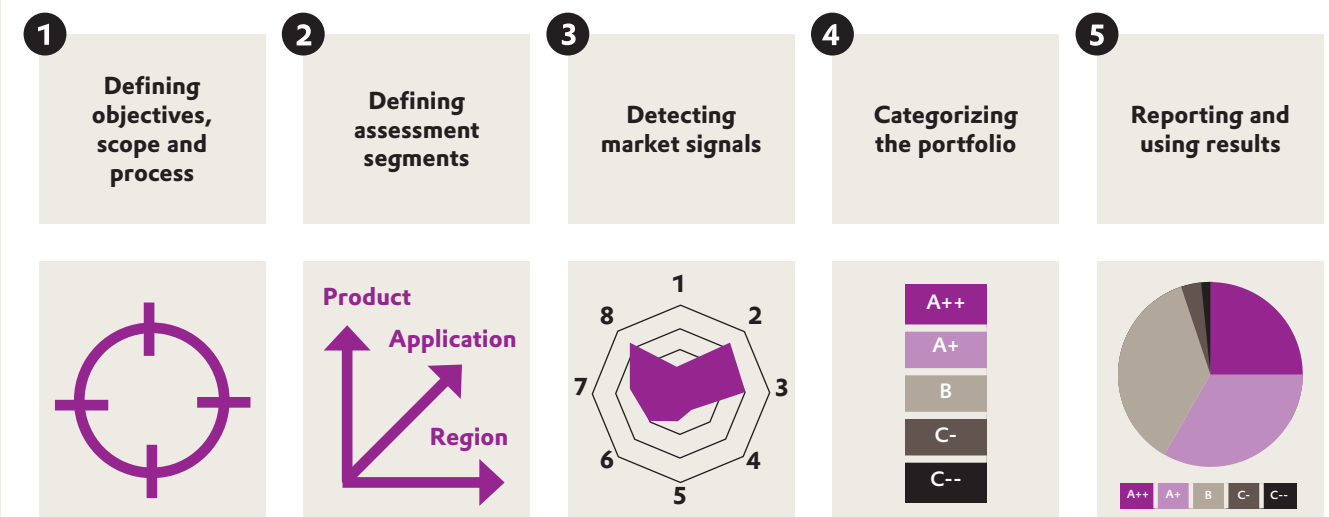 1
Defining
objectives,
scope and
process
2
Defining
assessment
segments
3
Detecting
market signals
4
Categorizing
the portfolio
5
Reporting and
using results
Product
Application
Region
1
2
3
4
5
6
7
8
A++
A+
B
C-
C--
A++ A+ B C- C--